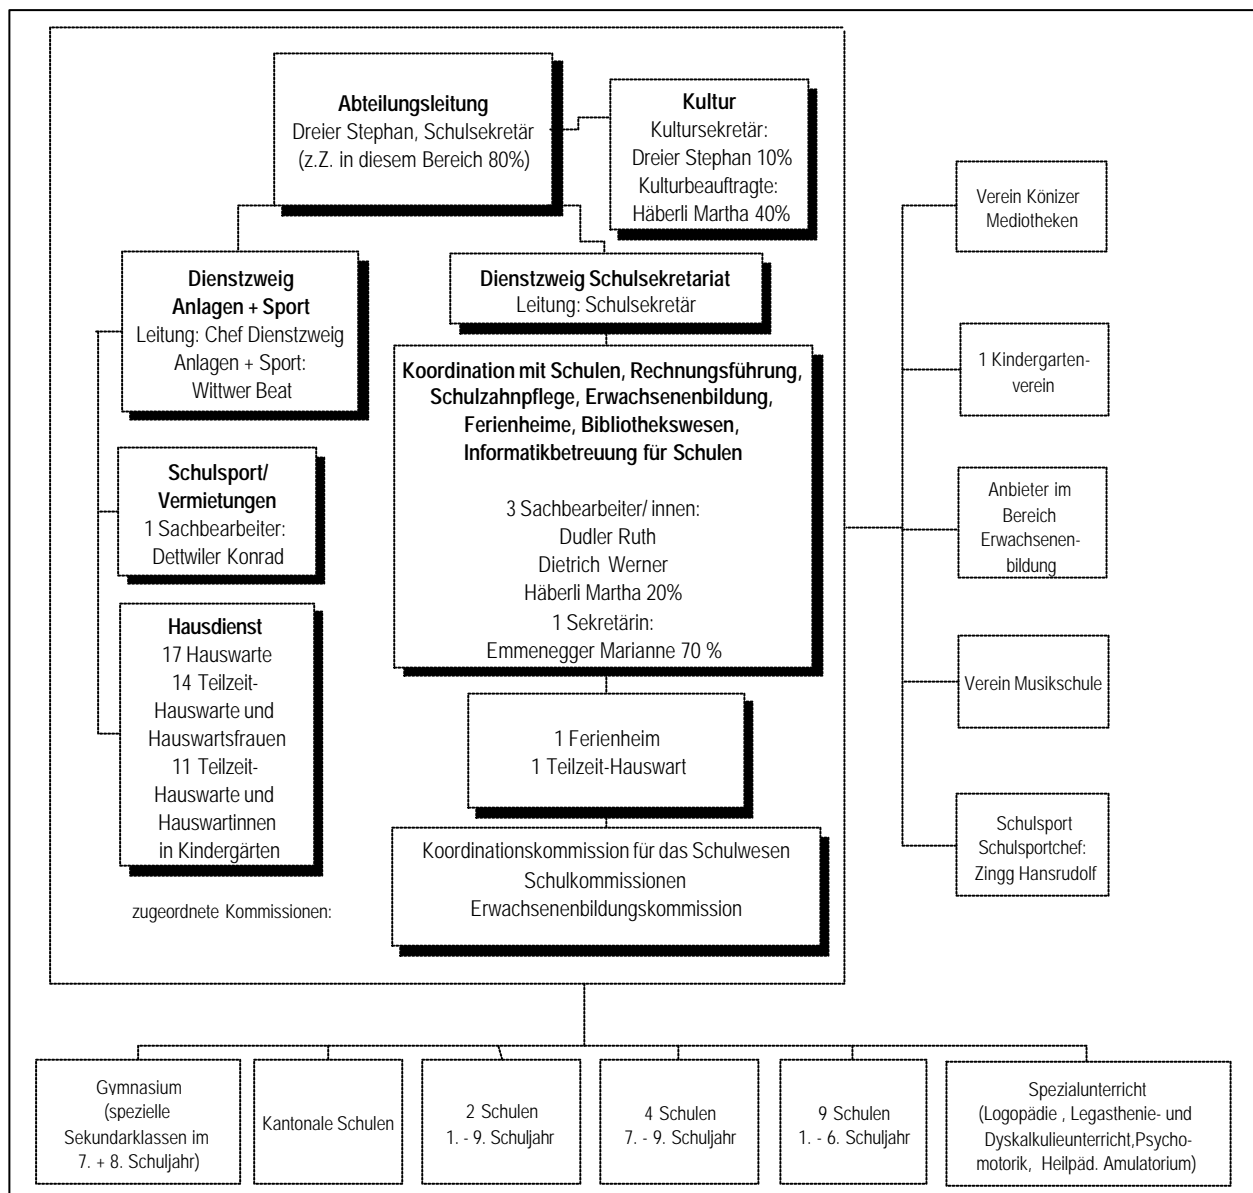 Abteilungsleitung
Dreier Stephan, Schulsekretär
(z.Z. in diesem Bereich 80%)
Kultur
Kultursekretär:
Dreier Stephan 10%
Kulturbeauftragte:
Häberli Martha 40%
Dienstzweig
Anlagen + Sport
Leitung: Chef Dienstzweig
Anlagen + Sport:
Wittwer Beat
Dienstzweig Schulsekretariat
Leitung: Schulsekretär
Koordination mit Schulen, Rechnungsführung,
Schulzahnpflege, Erwachsenenbildung,
Ferienheime, Bibliothekswesen,
Informatikbetreuung für Schulen
3 Sachbearbeiter/ innen:
Dudler Ruth
Dietrich Werner
Häberli Martha 20%
1 Sekretärin:
Emmenegger Marianne 70 %
Schulsport/
Vermietungen
1 Sachbearbeiter:
Dettwiler Konrad
Hausdienst
17 Hauswarte
14 Teilzeit-
Hauswarte und
Hauswartsfrauen
11 Teilzeit-
Hauswarte und
Hauswartinnen
in Kindergärten
1 Ferienheim
1 Teilzeit-Hauswart
zugeordnete Kommissionen:
Koordinationskommission für das Schulwesen
Schulkommissionen
Erwachsenenbildungskommission
Verein Könizer
Mediotheken
1 Kindergarten-
verein
Anbieter im
Bereich
Erwachsenen-
bildung
Verein Musikschule
Schulsport
Schulsportchef:
Zingg Hansrudolf
Gymnasium
(spezielle
Sekundarklassen im
7. + 8. Schuljahr)
Kantonale Schulen
2 Schulen
1. - 9. Schuljahr
4 Schulen
7. - 9. Schuljahr
9 Schulen
1. - 6. Schuljahr
Spezialunterricht
(Logopädie , Legasthenie- und
Dyskalkulieunterricht,Psycho-
motorik, Heilpäd. Amulatorium)